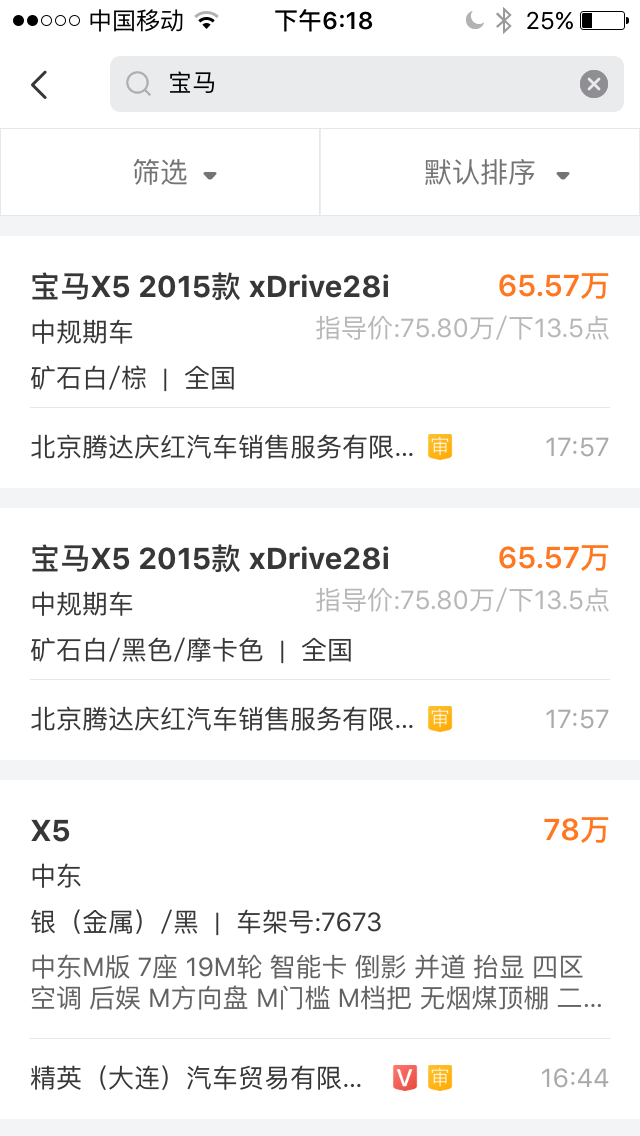 中国移动 下午6:18 25%
宝马
筛选 默认排序
宝马X5 2015款 xDrive28i 65.57万
中规期车 指导价:75.80万/下13.5点
矿石白/棕 | 全国
北京腾达庆红汽车销售服务有限... 审 17:57
宝马X5 2015款 xDrive28i 65.57万
中规期车 指导价:75.80万/下13.5点
矿石白/黑色/摩卡色 | 全国
北京腾达庆红汽车销售服务有限... 审 17:57
X5 78万
中东
银（金属）/黑 | 车架号:7673
中东M版 7座 19M轮 智能卡 倒影 并道 抬显 四区
空调 后娱 M方向盘 M门槛 M档把 无烟煤顶棚 二...
精英（大连）汽车贸易有限... V 审 16:44